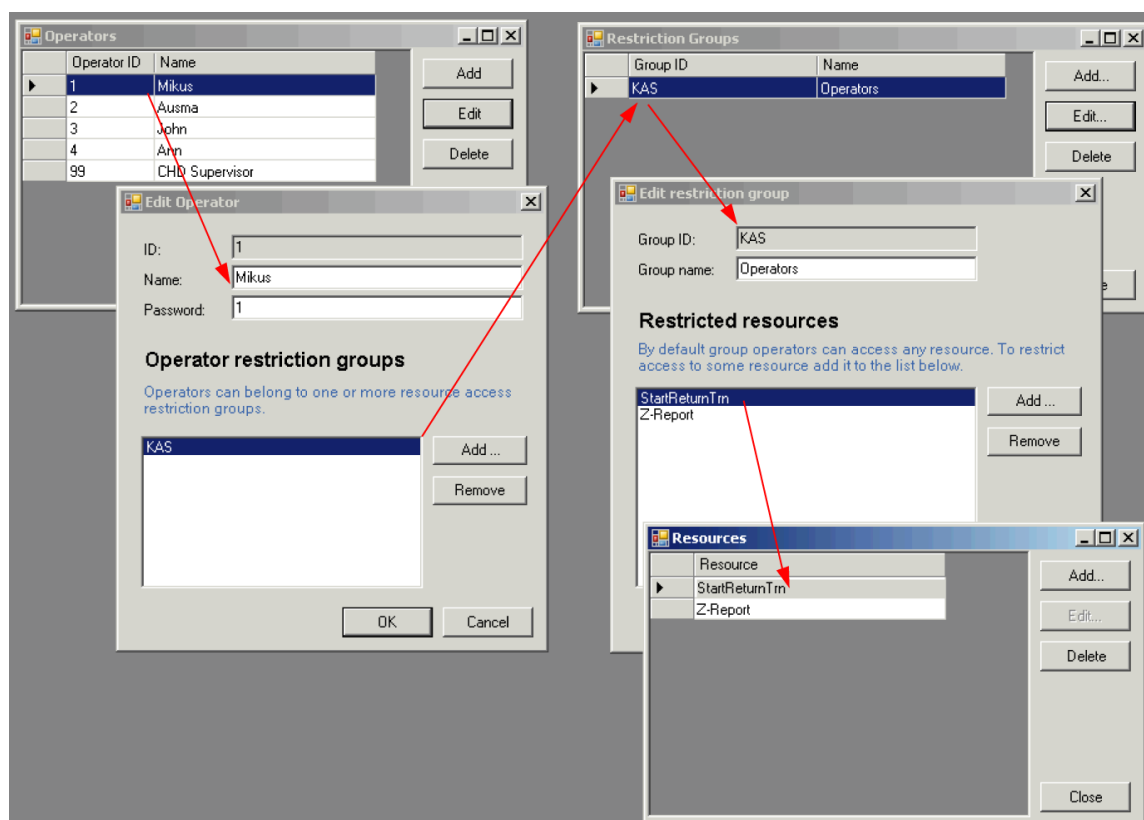 Operators
Operator ID Name
1 Mikus
2 Ausma
3 John
4 Ann
99 CHD Supervisor
Add
Edit
Delete
Edit Operator
ID: 1
Name: Mikus
Password: 1
Operator restriction groups
Operators can belong to one or more resource access
restriction groups.
KAS
Add ...
Remove
OK Cancel
Restriction Groups
Group ID Name
KAS Operators
Add...
Edit...
Delete
e
Edit restriction group
Group ID: KAS
Group name: Operators
Restricted resources
By default group operators can access any resource. To restrict
access to some resource add it to the list below.
StartReturnTrn
Z-Report
Add ...
Remove
Resources
Resource
StartReturnTrn
Z-Report
Add...
Edit...
Delete
Close